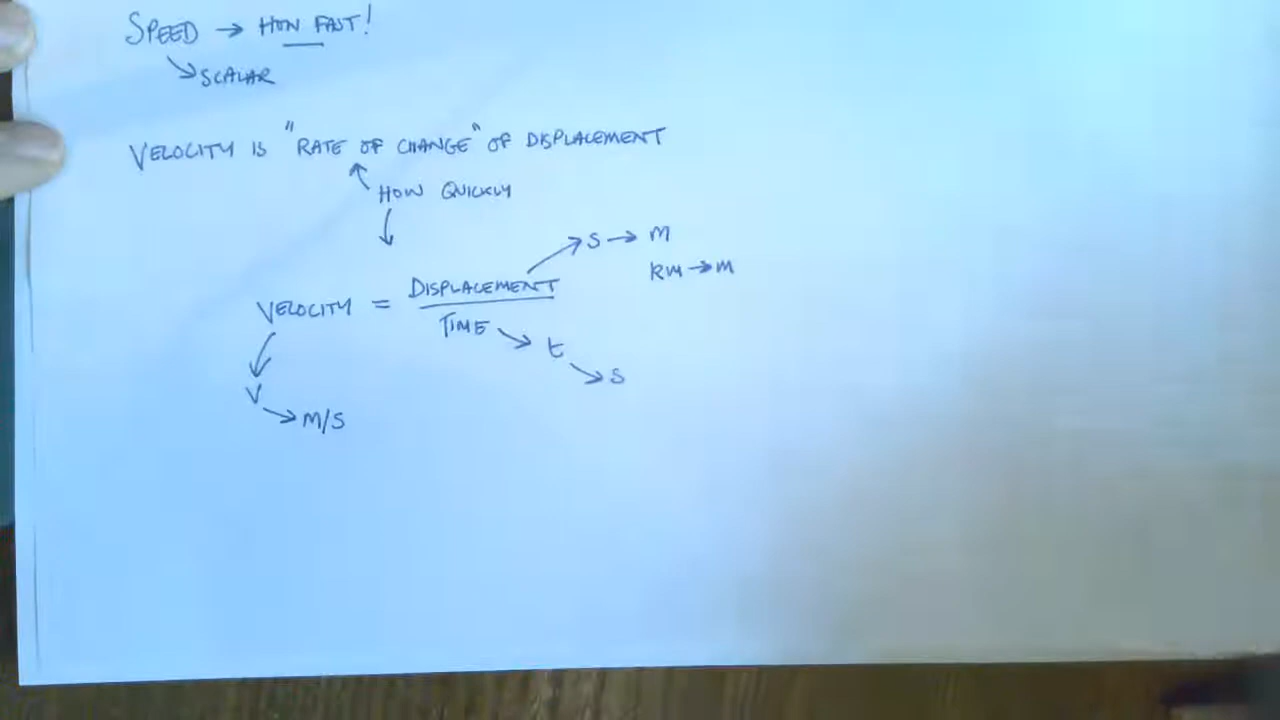 SPEED → HOW FAST!
↘ SCALAR
VELOCITY IS "RATE OF CHANGE" OF DISPLACEMENT
HOW QUICKLY
S → M
KM → M
VELOCITY = DISPLACEMENT
TIME ↘ t
↘ S
V
→ M/S